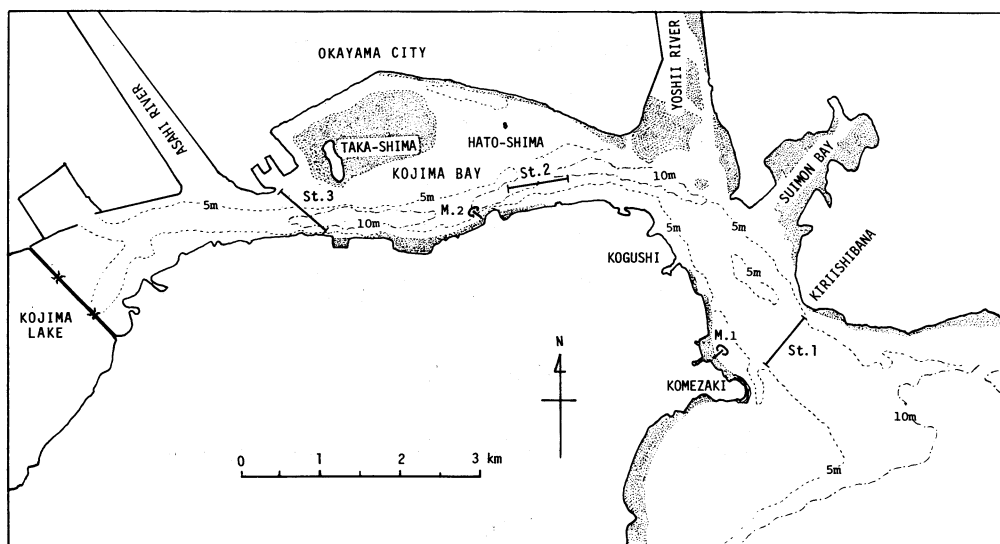 OKAYAMA CITY
ASAHI RIVER
YOSHII RIVER
TAKA-SHIMA
HATO-SHIMA
SUIMON BAY
KOJIMA BAY
St.2
10m
St.3
5m
5m
M.2
10m
5m
5m
KOGUSHI
5m
KIRIISHIBANA
KOJIMA
LAKE
N
M.1
St.1
KOMEZAKI
10m
0 1 2 3 km
5m